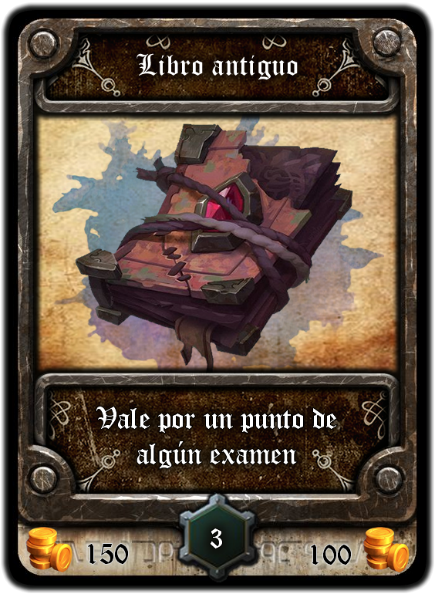 Libro antiguo
Vale por un punto de
algún examen
150
3
100